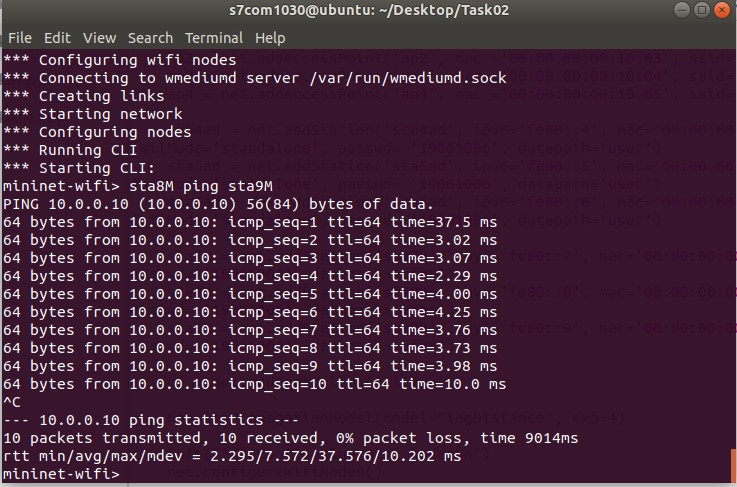 s7com1030@ubuntu: ~/Desktop/Task02
File Edit View Search Terminal Help
*** Configuring wifi nodes
*** Connecting to wmediumd server /var/run/wmediumd.sock
*** Creating links
*** Starting network
*** Configuring nodes
*** Running CLI
*** Starting CLI:
mininet-wifi> sta8M ping sta9M
PING 10.0.0.10 (10.0.0.10) 56(84) bytes of data.
64 bytes from 10.0.0.10: icmp_seq=1 ttl=64 time=37.5 ms
64 bytes from 10.0.0.10: icmp_seq=2 ttl=64 time=3.02 ms
64 bytes from 10.0.0.10: icmp_seq=3 ttl=64 time=3.07 ms
64 bytes from 10.0.0.10: icmp_seq=4 ttl=64 time=2.29 ms
64 bytes from 10.0.0.10: icmp_seq=5 ttl=64 time=4.00 ms
64 bytes from 10.0.0.10: icmp_seq=6 ttl=64 time=4.25 ms
64 bytes from 10.0.0.10: icmp_seq=7 ttl=64 time=3.76 ms
64 bytes from 10.0.0.10: icmp_seq=8 ttl=64 time=3.73 ms
64 bytes from 10.0.0.10: icmp_seq=9 ttl=64 time=3.98 ms
64 bytes from 10.0.0.10: icmp_seq=10 ttl=64 time=10.0 ms
^C
--- 10.0.0.10 ping statistics ---
10 packets transmitted, 10 received, 0% packet loss, time 9014ms
rtt min/avg/max/mdev = 2.295/7.572/37.576/10.202 ms
mininet-wifi>